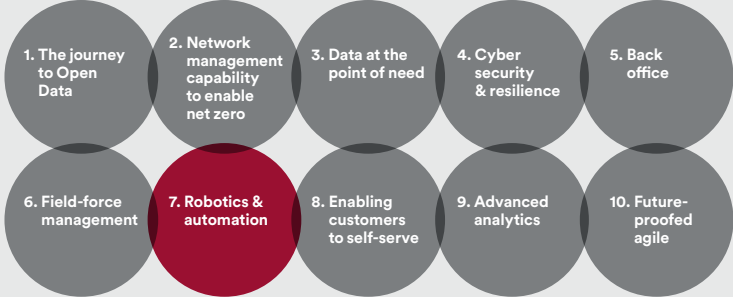 1. The journey
to Open
Data
2. Network
management
capability
to enable
net zero
3. Data at the
point of need
4. Cyber
security
& resilience
5. Back
office
6. Field-force
management
7. Robotics &
automation
8. Enabling
customers
to self-serve
9. Advanced
analytics
10. Future-
proofed
agile